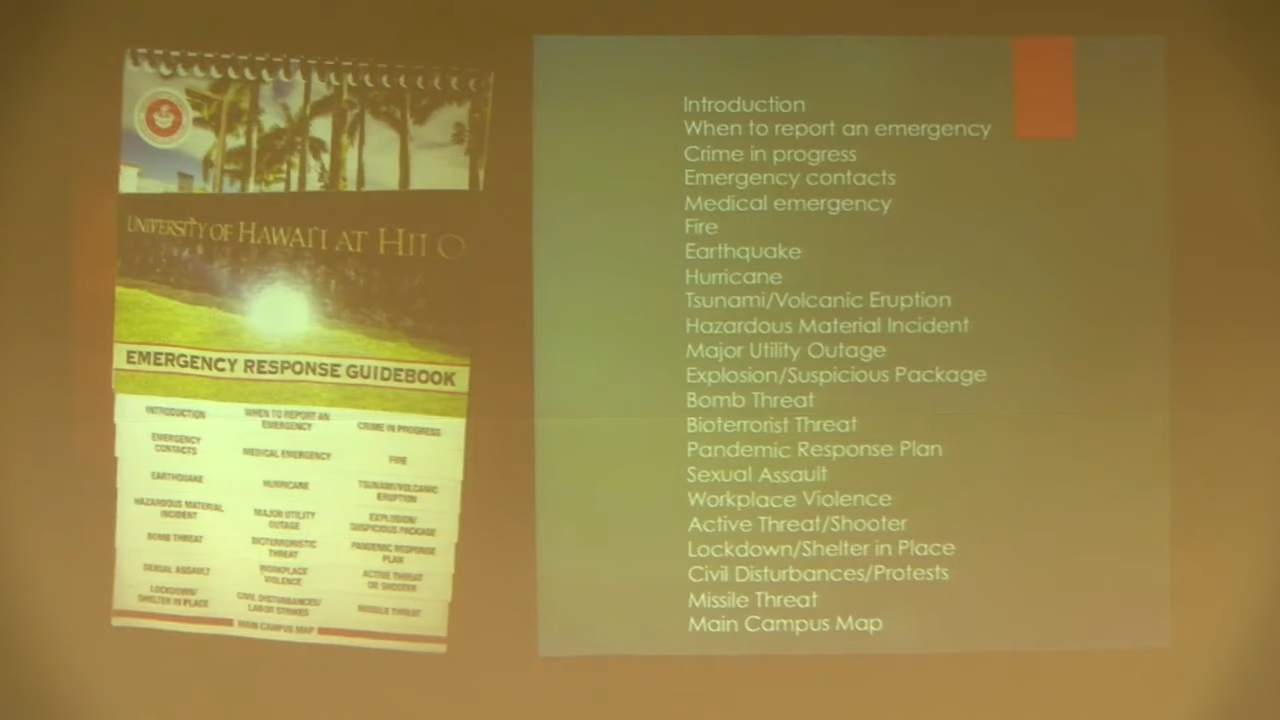 UNIVERSITY OF HAWAI'I AT HILO
EMERGENCY RESPONSE GUIDEBOOK
INTRODUCTION
WHEN TO REPORT AN
EMERGENCY
CRIME IN PROGRESS
EMERGENCY
CONTACTS
MEDICAL EMERGENCY
FIRE
EARTHQUAKE
HURRICANE
TSUNAMI/VOLCANIC
ERUPTION
HAZARDOUS MATERIAL
INCIDENT
MAJOR UTILITY
OUTAGE
EXPLOSION/
SUSPICIOUS PACKAGE
BOMB THREAT
BIOTERRORISTIC
THREAT
PANDEMIC RESPONSE
PLAN
SEXUAL ASSAULT
WORKPLACE
VIOLENCE
ACTIVE THREAT
OR SHOOTER
LOCKDOWN/
SHELTER IN PLACE
CIVIL DISTURBANCES/
LABOR STRIKES
MISSILE THREAT
MAIN CAMPUS MAP
Introduction
When to report an emergency
Crime in progress
Emergency contacts
Medical emergency
Fire
Earthquake
Hurricane
Tsunami/Volcanic Eruption
Hazardous Material Incident
Major Utility Outage
Explosion/Suspicious Package
Bomb Threat
Bioterrorist Threat
Pandemic Response Plan
Sexual Assault
Workplace Violence
Active Threat/Shooter
Lockdown/Shelter in Place
Civil Disturbances/Protests
Missile Threat
Main Campus Map